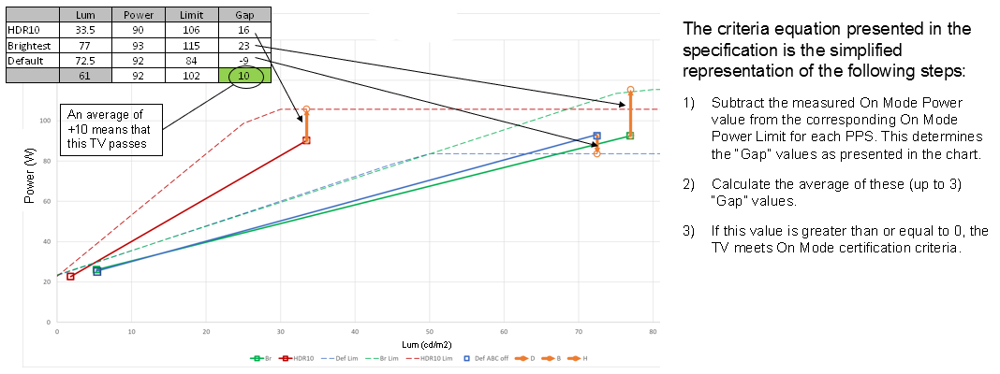 Lum Power Limit Gap
HDR10 33.5 90 106 16
Brightest 77 93 115 23
Default 72.5 92 84 -9
61 92 102 10
An average of
+10 means that
this TV passes
Power (W)
100
80
60
40
20
0
0 10 20 30 40 50 60 70 80
Lum (cd/m2)
Br HDR10 Def Lim Br Lim HDR10 Lim Def ABC off D B H
The criteria equation presented in the
specification is the simplified
representation of the following steps:
1) Subtract the measured On Mode Power
value from the corresponding On Mode
Power Limit for each PPS. This determines
the "Gap" values as presented in the chart.
2) Calculate the average of these (up to 3)
"Gap" values.
3) If this value is greater than or equal to 0, the
TV meets On Mode certification criteria.